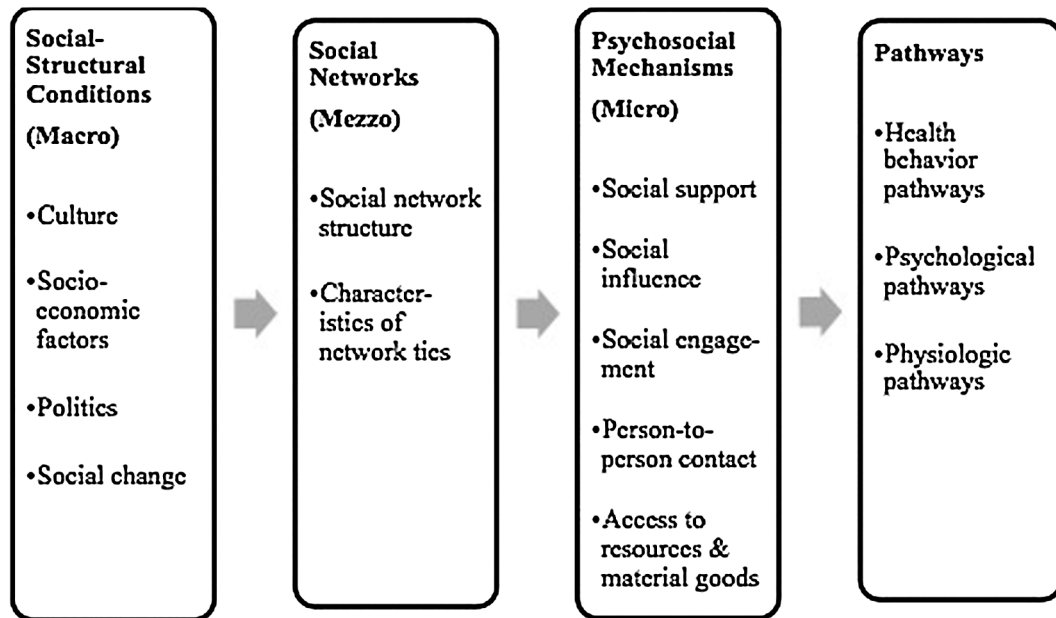 Social-
Structural
Conditions
(Macro)
•Culture
•Socio-
economic
factors
•Politics
•Social change
Social
Networks
(Mezzo)
•Social network
structure
•Character-
istics of
network ties
Psychosocial
Mechanisms
(Micro)
•Social support
•Social
influence
•Social engage-
ment
•Person-to-
person contact
•Access to
resources &
material goods
Pathways
•Health
behavior
pathways
•Psychological
pathways
•Physiologic
pathways